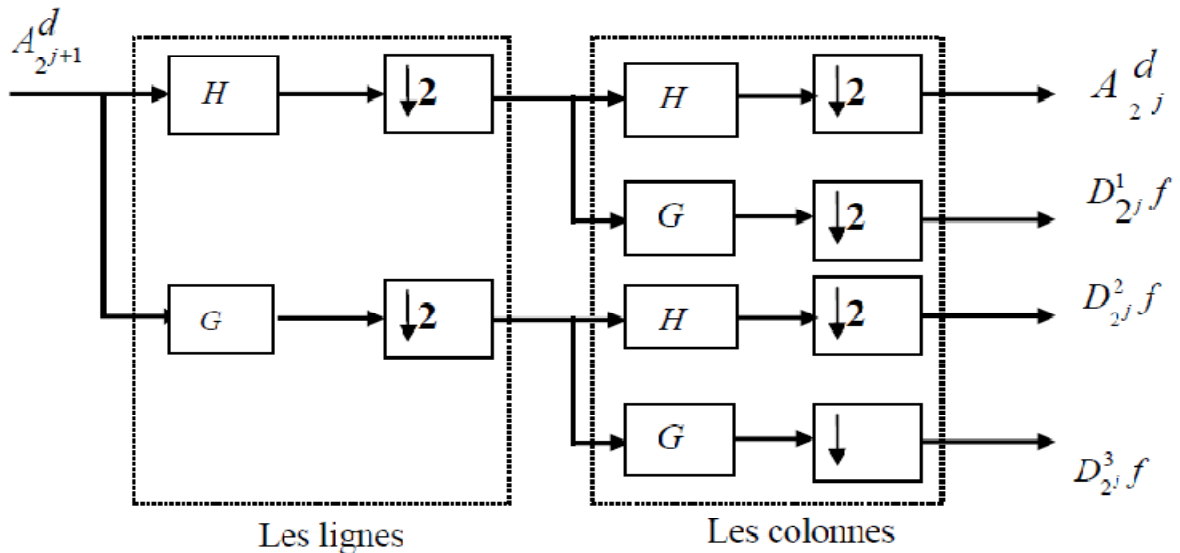 A^d_{2^{j+1}}
H
↓2
H
↓2
A^d_{2^j}
G
↓2
D^1_{2^j} f
G
↓2
H
↓2
D^2_{2^j} f
G
↓
D^3_{2^j} f
Les lignes
Les colonnes